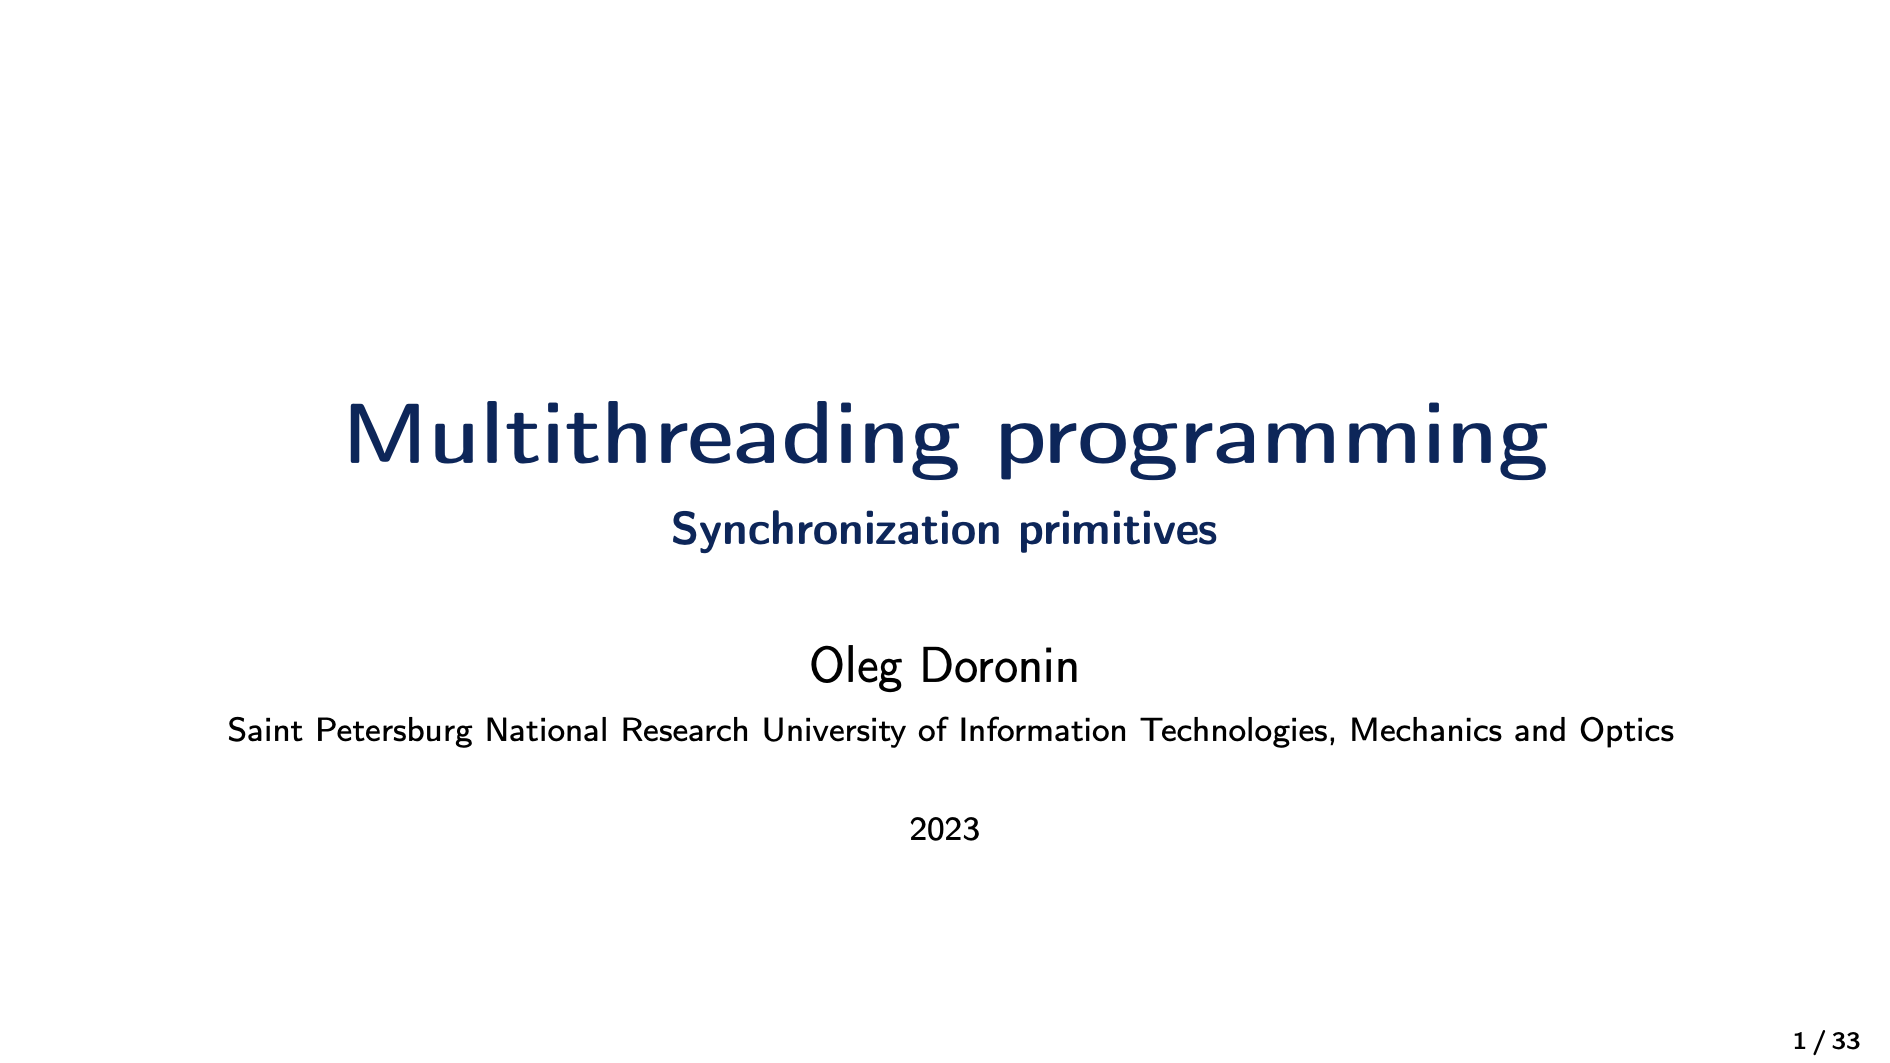 Multithreading programming
Synchronization primitives
Oleg Doronin
Saint Petersburg National Research University of Information Technologies, Mechanics and Optics
2023
1 / 33